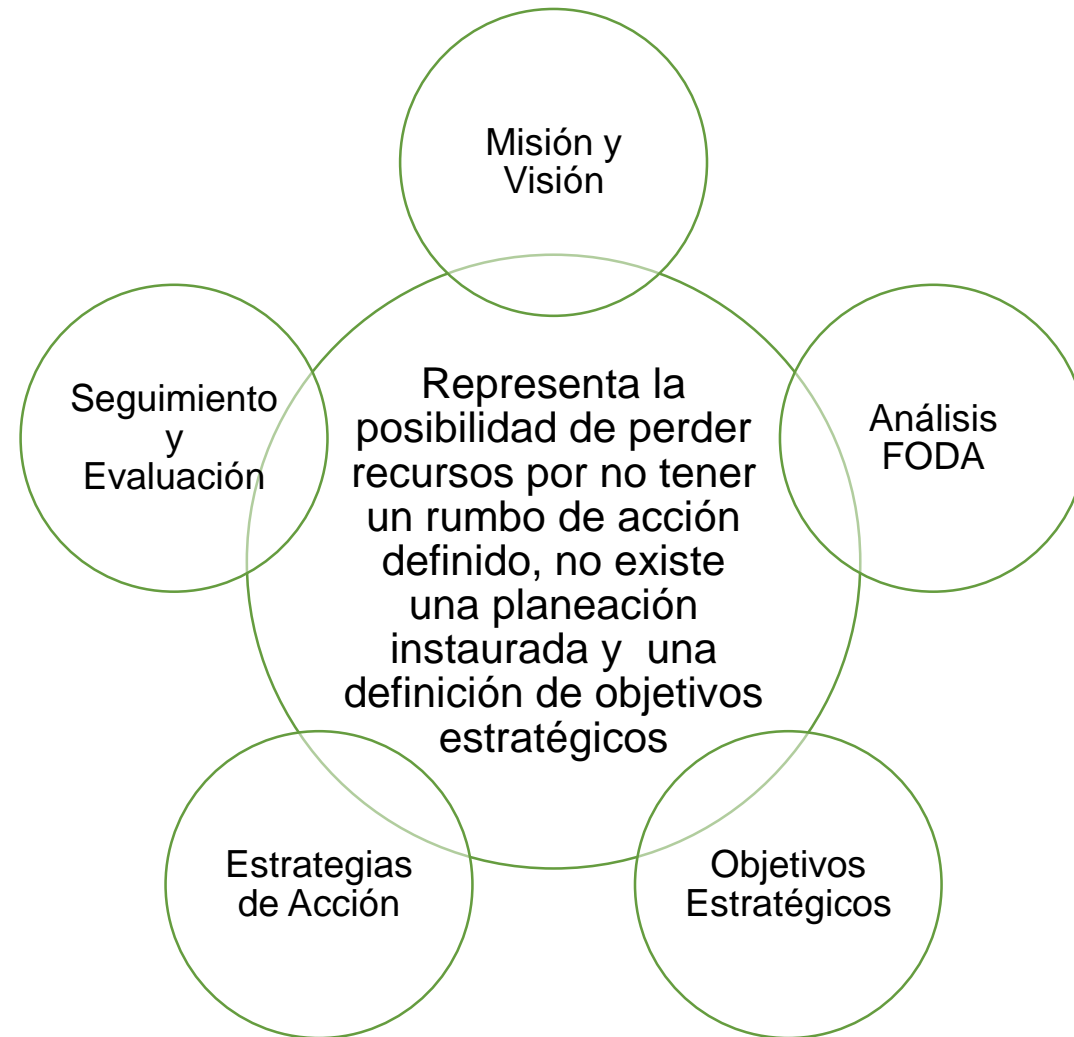 Misión y
Visión
Seguimiento
y
Evaluación
Representa la
posibilidad de perder
recursos por no tener
un rumbo de acción
definido, no existe
una planeación
instaurada y  una
definición de objetivos
estratégicos
Análisis
FODA
Estrategias
de Acción
Objetivos
Estratégicos